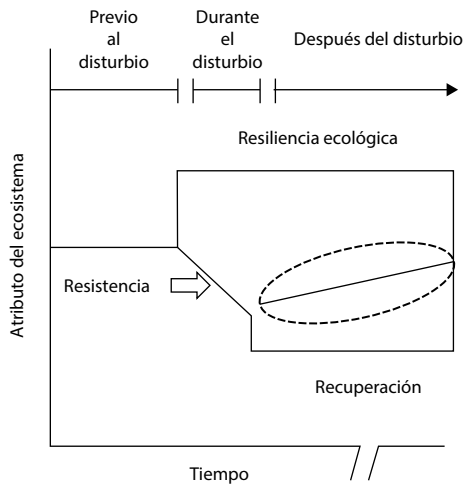 Previo
al
disturbio
Durante
el
disturbio
Después del disturbio
Resiliencia ecológica
Atributo del ecosistema
Resistencia
Recuperación
Tiempo